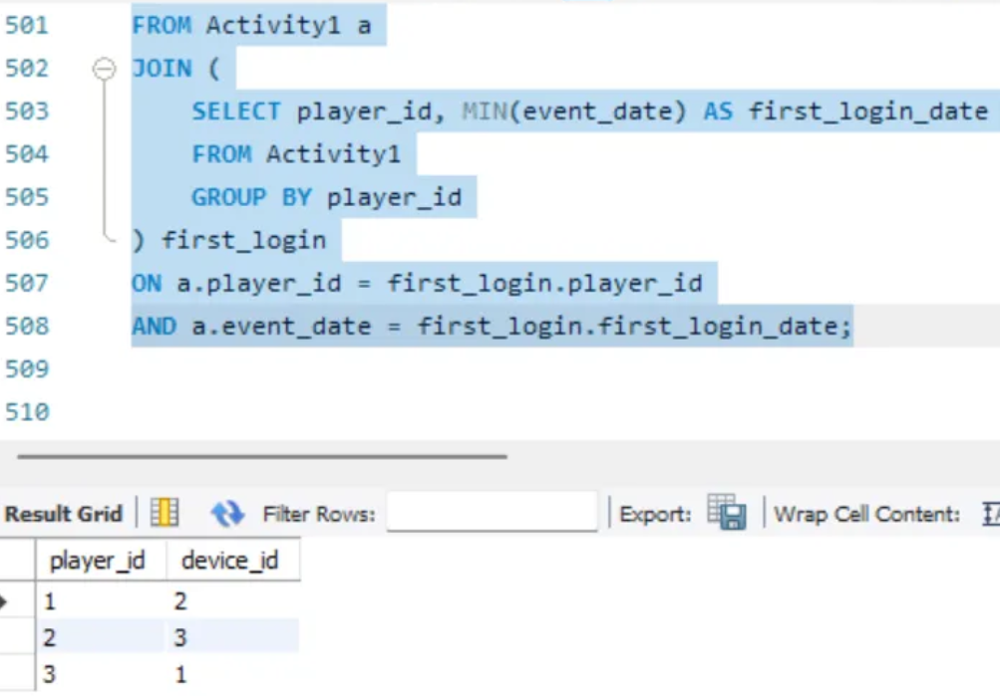 501 FROM Activity1 a
502 JOIN (
503 SELECT player_id, MIN(event_date) AS first_login_date
504 FROM Activity1
505 GROUP BY player_id
506 ) first_login
507 ON a.player_id = first_login.player_id
508 AND a.event_date = first_login.first_login_date;
509
510
Result Grid Filter Rows: Export: Wrap Cell Content:
player_id device_id
1 2
2 3
3 1